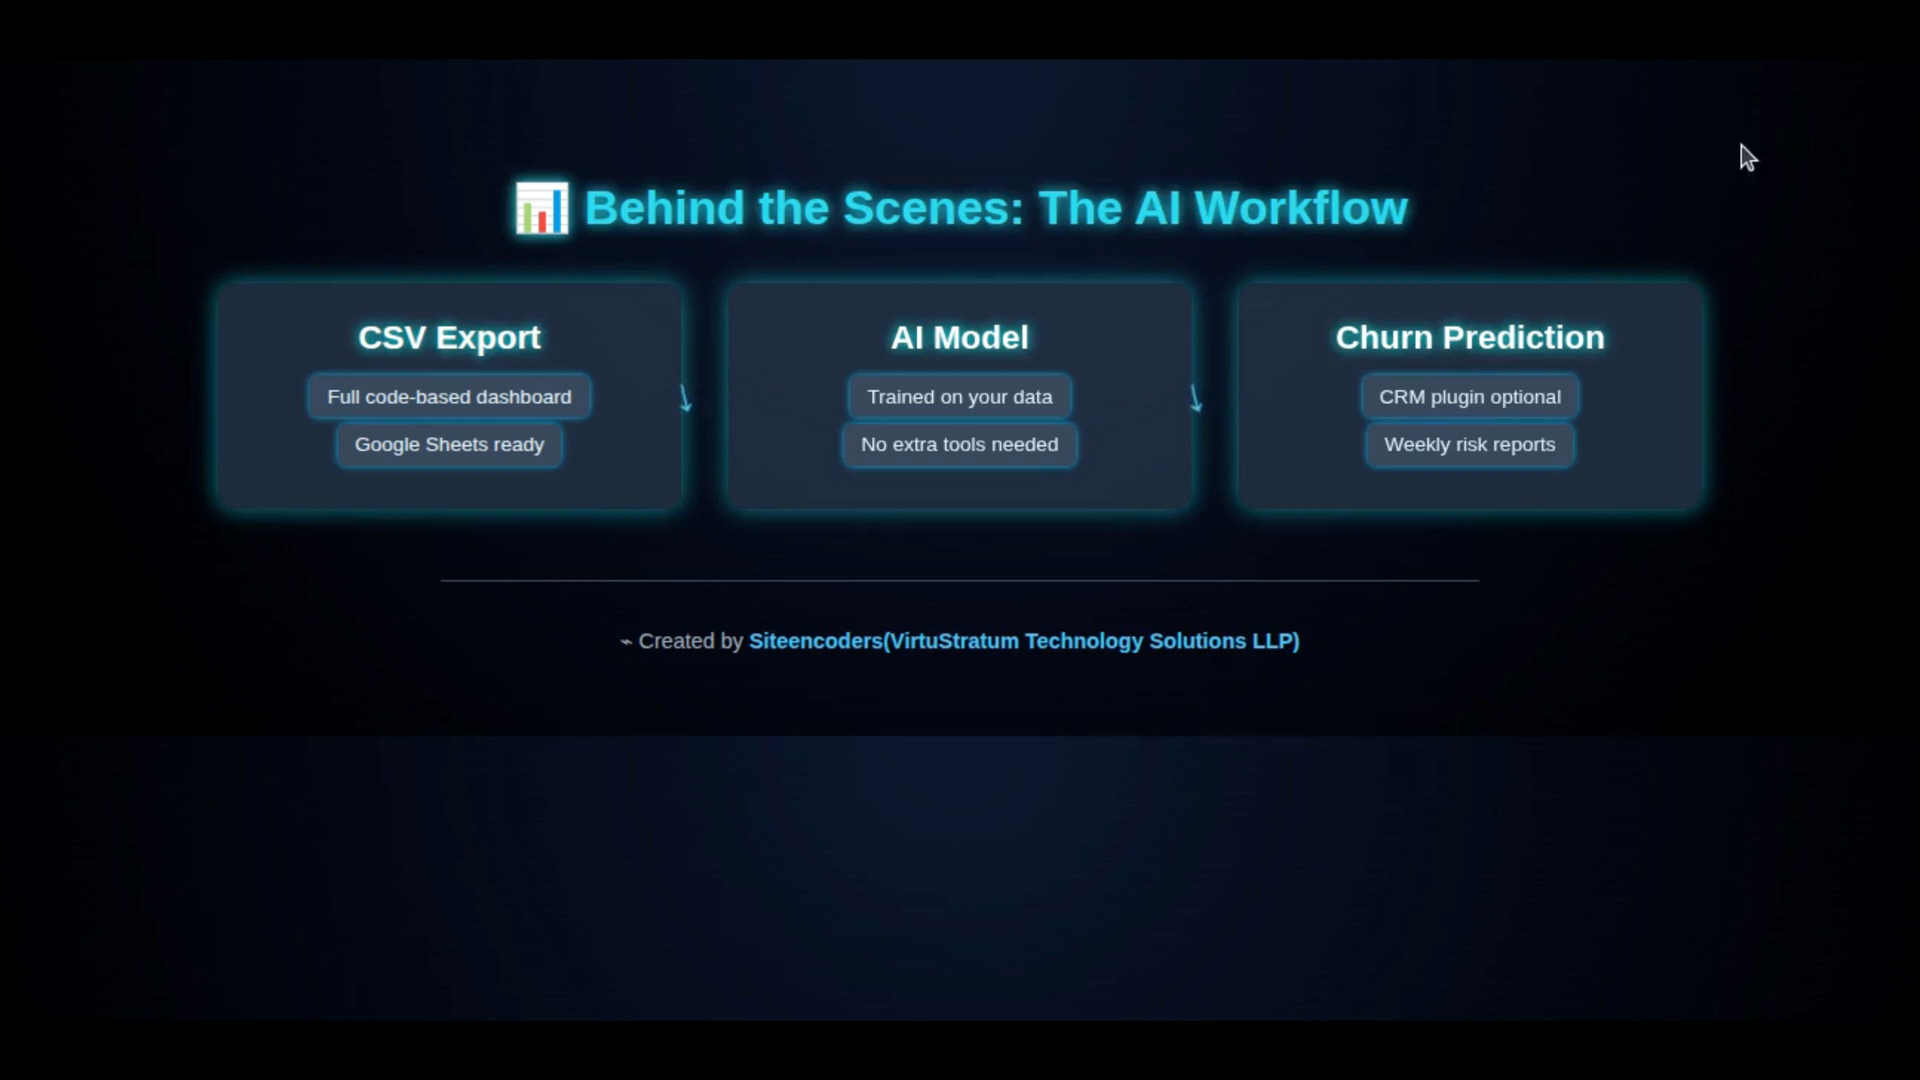 📊 Behind the Scenes: The AI Workflow
CSV Export
Full code-based dashboard
Google Sheets ready
AI Model
Trained on your data
No extra tools needed
Churn Prediction
CRM plugin optional
Weekly risk reports
⌁ Created by Siteencoders(VirtuStratum Technology Solutions LLP)